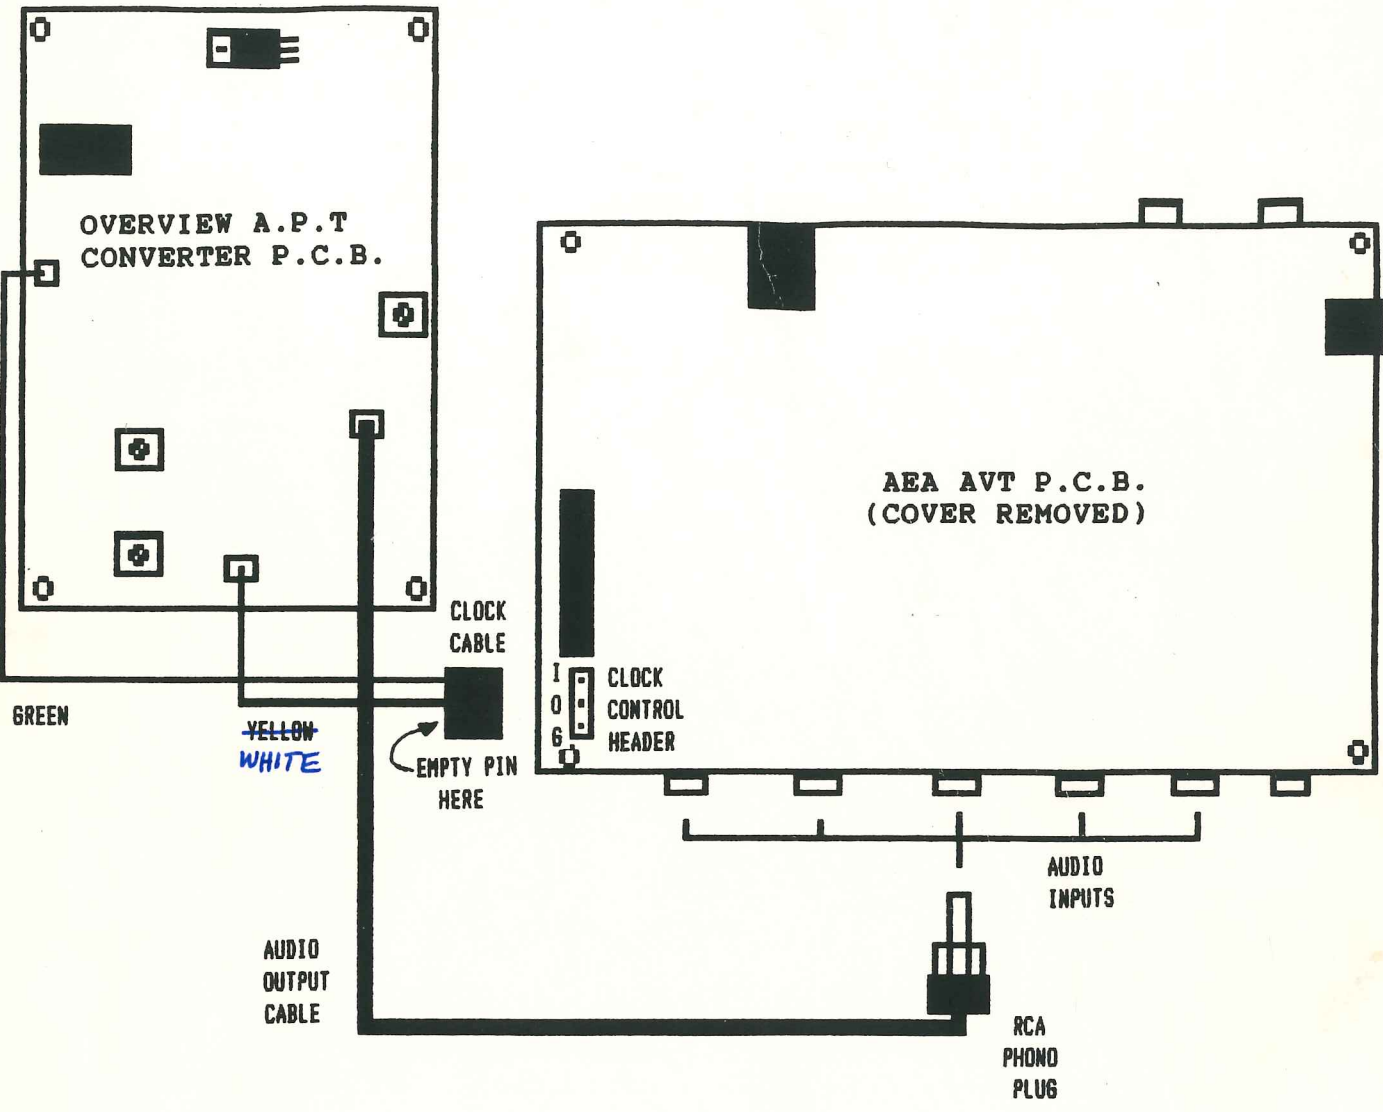 OVERVIEW A.P.T
CONVERTER P.C.B.
AEA AVT P.C.B.
(COVER REMOVED)
CLOCK
CABLE
I
O
G
CLOCK
CONTROL
HEADER
GREEN
YELLOW
WHITE
EMPTY PIN
HERE
AUDIO
INPUTS
AUDIO
OUTPUT
CABLE
RCA
PHONO
PLUG